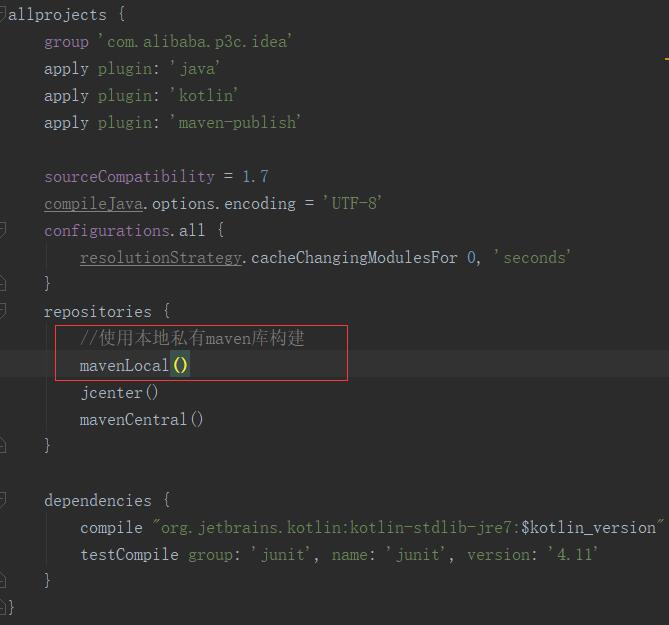 allprojects {
group 'com.alibaba.p3c.idea'
apply plugin: 'java'
apply plugin: 'kotlin'
apply plugin: 'maven-publish'
sourceCompatibility = 1.7
compileJava.options.encoding = 'UTF-8'
configurations.all {
resolutionStrategy.cacheChangingModulesFor 0, 'seconds'
}
repositories {
//使用本地私有maven库构建
mavenLocal()
jcenter()
mavenCentral()
}
dependencies {
compile "org.jetbrains.kotlin:kotlin-stdlib-jre7:$kotlin_version"
testCompile group: 'junit', name: 'junit', version: '4.11'
}
}